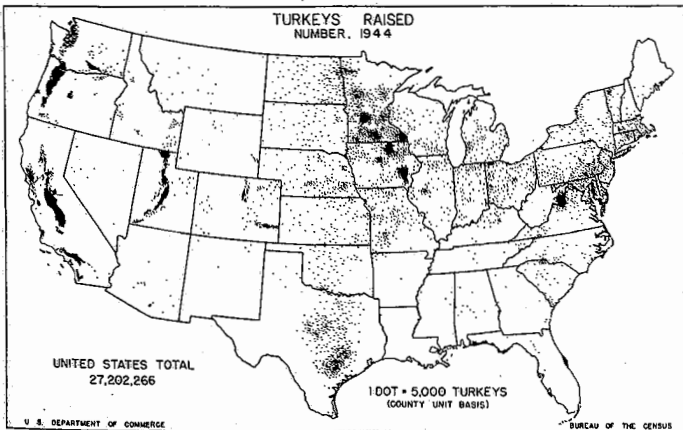 TURKEYS RAISED
NUMBER, 1944
UNITED STATES TOTAL
27,202,266
1 DOT = 5,000 TURKEYS
(COUNTY UNIT BASIS)
U. S. DEPARTMENT OF COMMERCE
BUREAU OF THE CENSUS